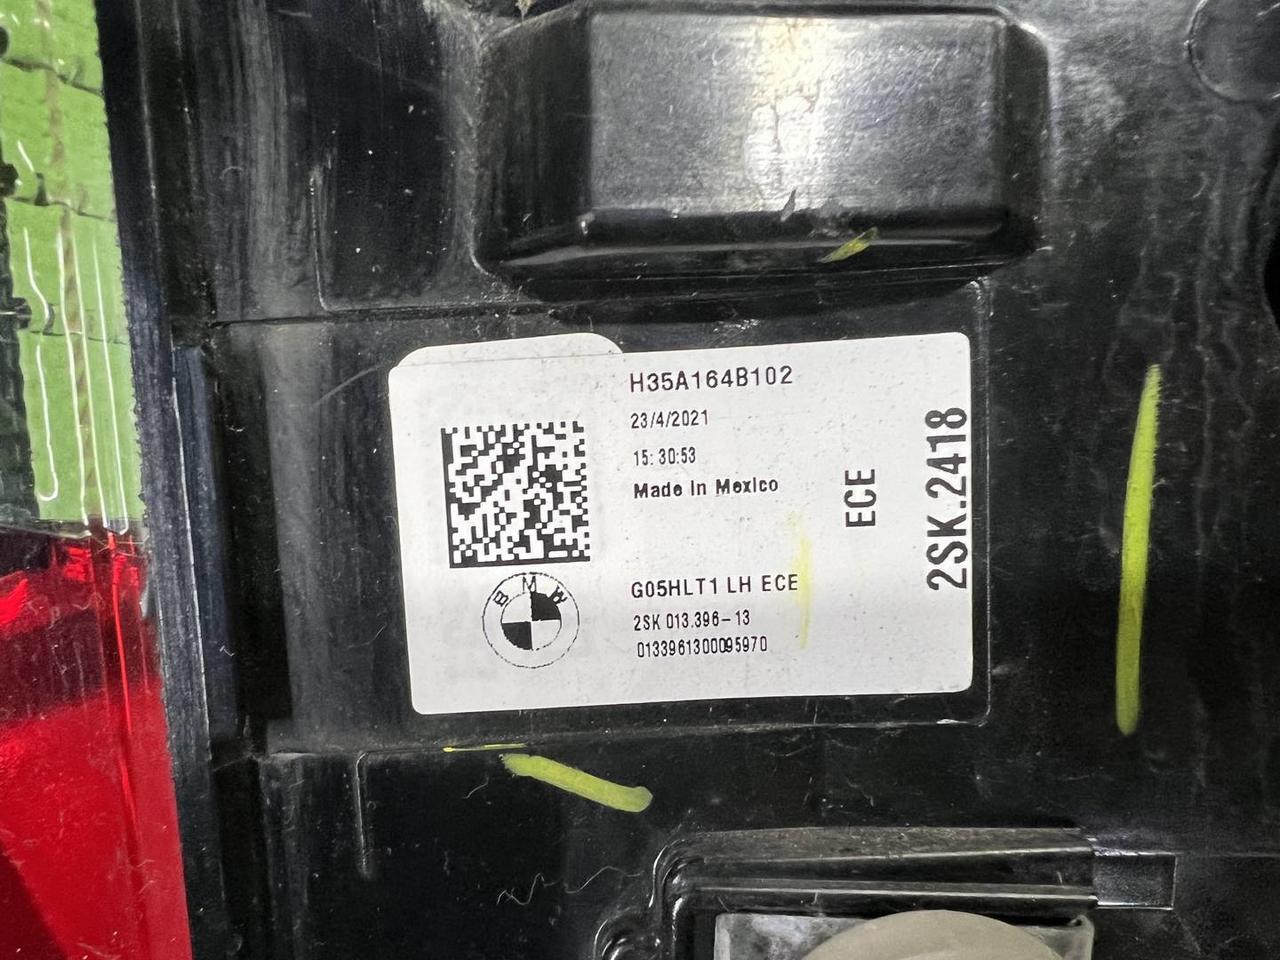 H35A164B102
23/4/2021
15:30:53
Made in Mexico
ECE
2SK.2418
BMW
G05HLT1 LH ECE
2SK 013.396-13
0133961300095970